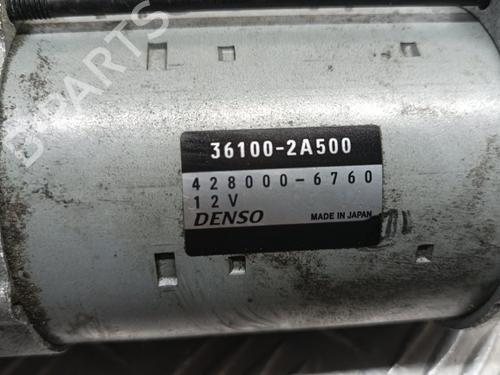 B-PARTS
36100-2A500
428000-6760
12V
DENSO MADE IN JAPAN